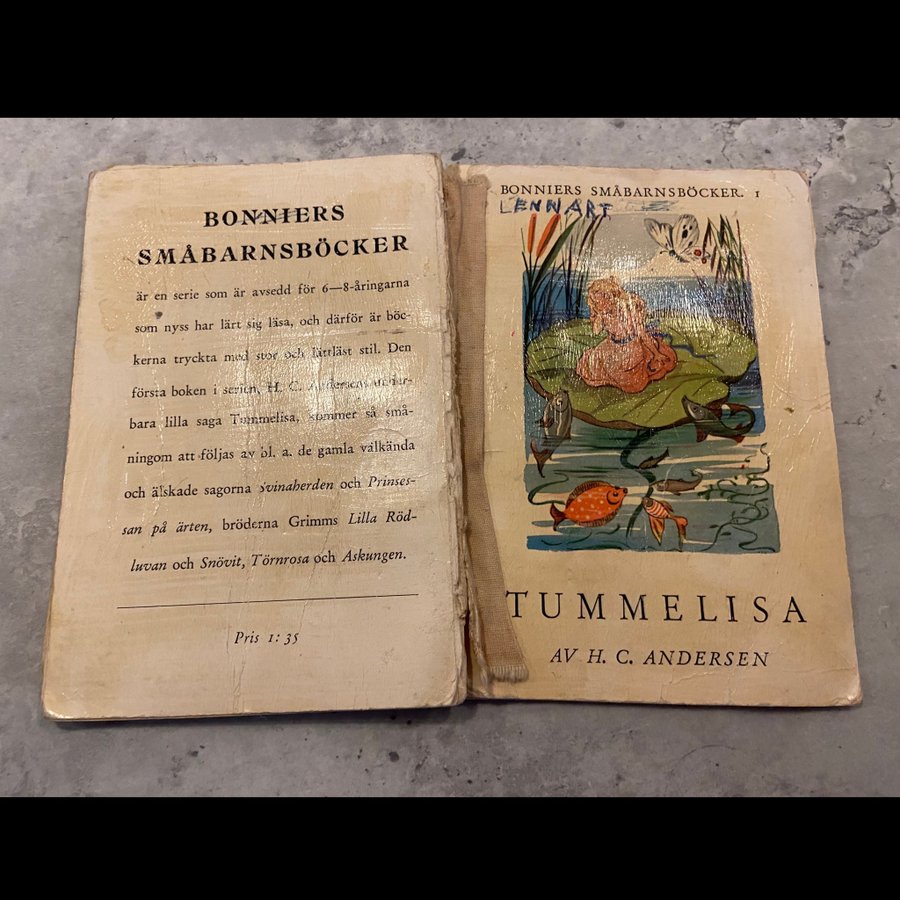 BONNIERS
SMÅBARNSBÖCKER
är en serie som är avsedd för 6—8-åringarna
som nyss har lärt sig läsa, och därför är böc-
kerna tryckta med stor och lättläst stil. Den
första boken i serien, H. C. Andersens under-
bara lilla saga Tummelisa, kommer så små-
ningom att följas av bl. a. de gamla välkända
och älskade sagorna Svinaherden och Prinses-
san på ärten, bröderna Grimms Lilla Röd-
luvan och Snövit, Törnrosa och Askungen.
Pris 1: 35
BONNIERS SMÅBARNSBÖCKER. 1
LENNART
TUMMELISA
AV H. C. ANDERSEN